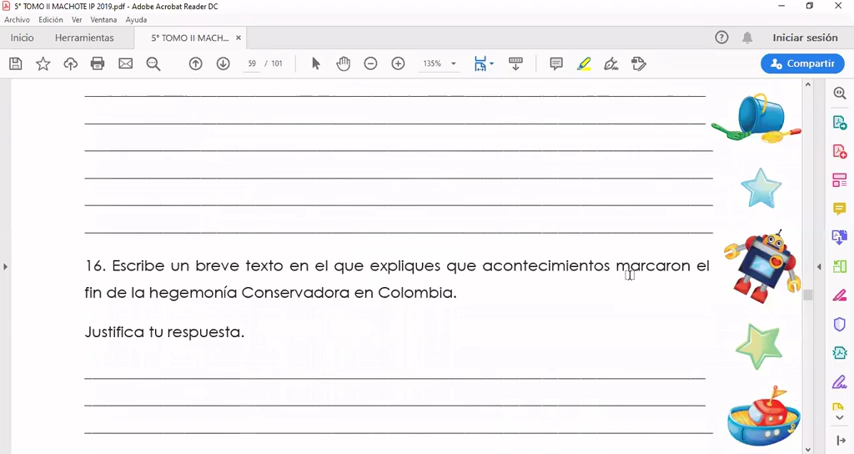 5° TOMO II MACHOTE IP 2019.pdf - Adobe Acrobat Reader DC
Archivo Edición Ver Ventana Ayuda
Inicio Herramientas 5° TOMO II MACH... × Iniciar sesión
59 / 101 135% Compartir
16. Escribe un breve texto en el que expliques que acontecimientos marcaron el
fin de la hegemonía Conservadora en Colombia.
Justifica tu respuesta.